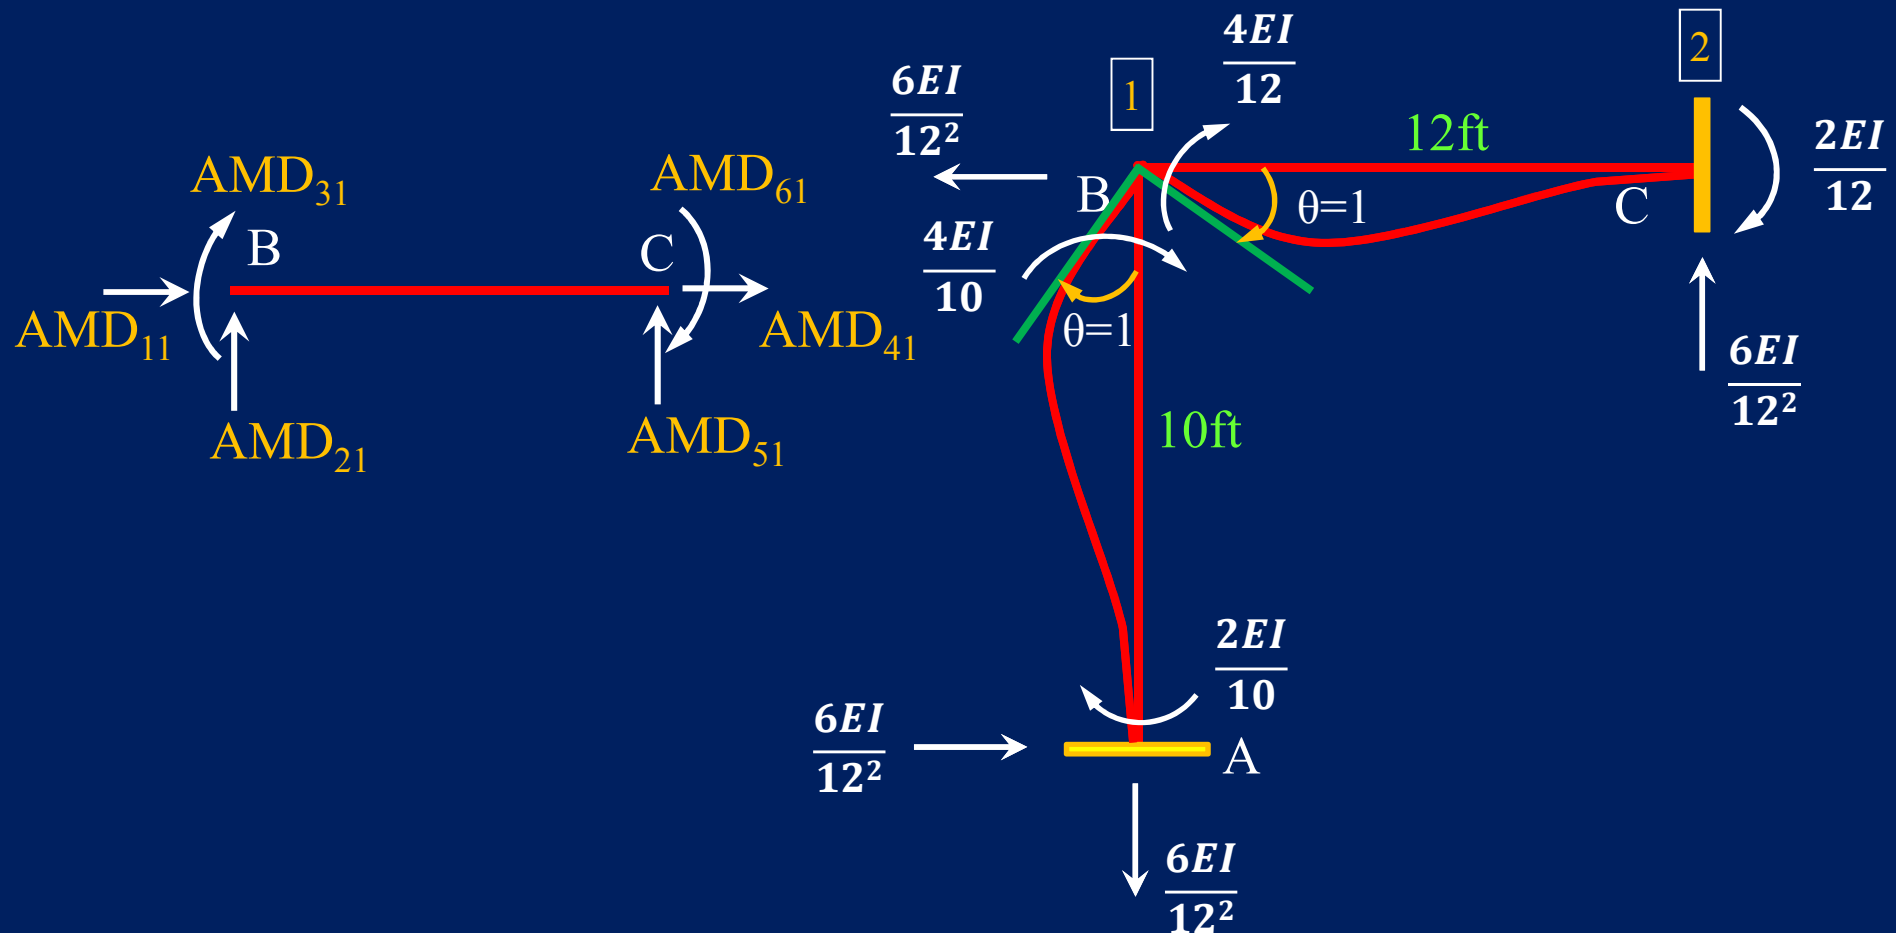 AMD₃₁
B
AMD₁₁
AMD₂₁
AMD₆₁
C
AMD₄₁
AMD₅₁
6EI/12²
1
4EI/12
2
12ft
2EI/12
B
θ=1
C
4EI/10
θ=1
6EI/12²
10ft
2EI/10
6EI/12²
A
6EI/12²